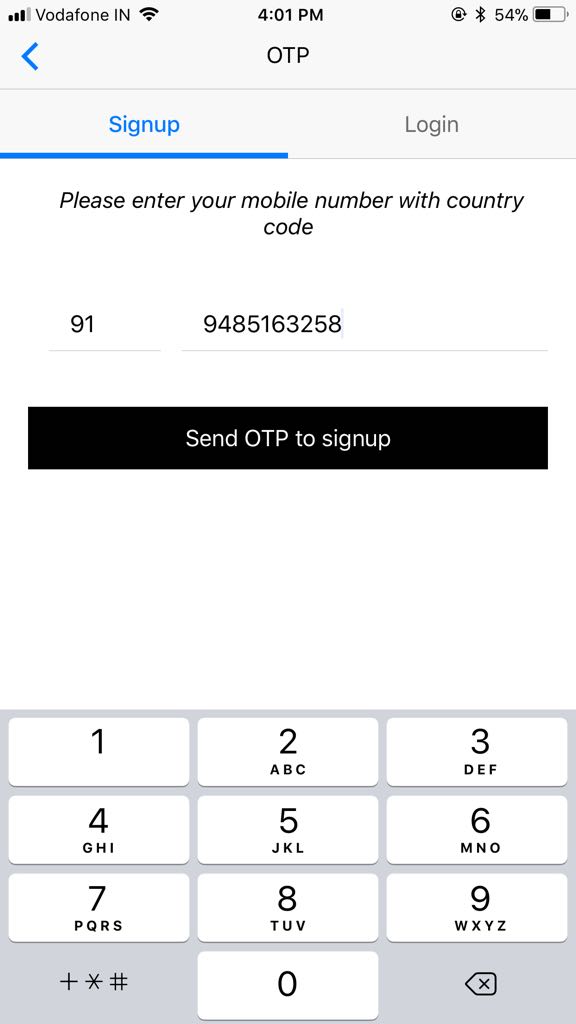 Vodafone IN 4:01 PM 54%
OTP
Signup Login
Please enter your mobile number with country
code
91 9485163258
Send OTP to signup
1 2 3
ABC DEF
4 5 6
GHI JKL MNO
7 8 9
PQRS TUV WXYZ
+*# 0